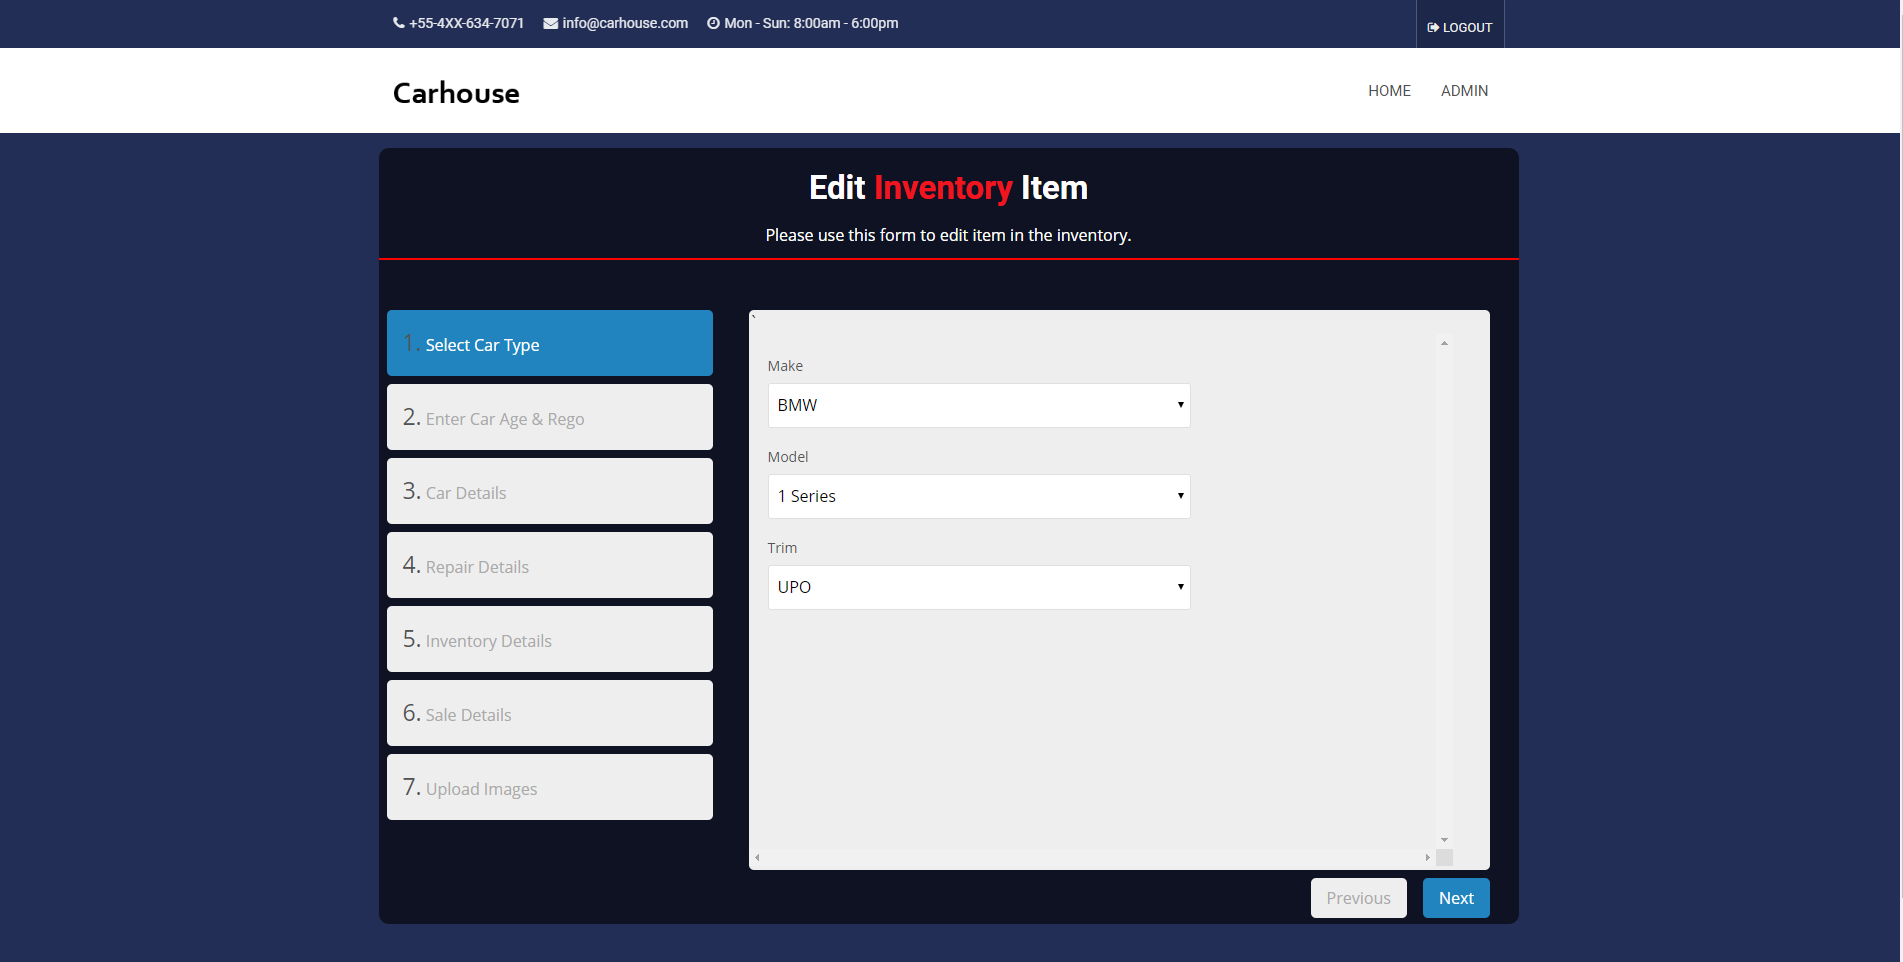 +55-4XX-634-7071 info@carhouse.com Mon - Sun: 8:00am - 6:00pm LOGOUT
Carhouse HOME ADMIN
Edit Inventory Item
Please use this form to edit item in the inventory.
1. Select Car Type
2. Enter Car Age & Rego
3. Car Details
4. Repair Details
5. Inventory Details
6. Sale Details
7. Upload Images
`
Make
BMW
Model
1 Series
Trim
UPO
Previous Next